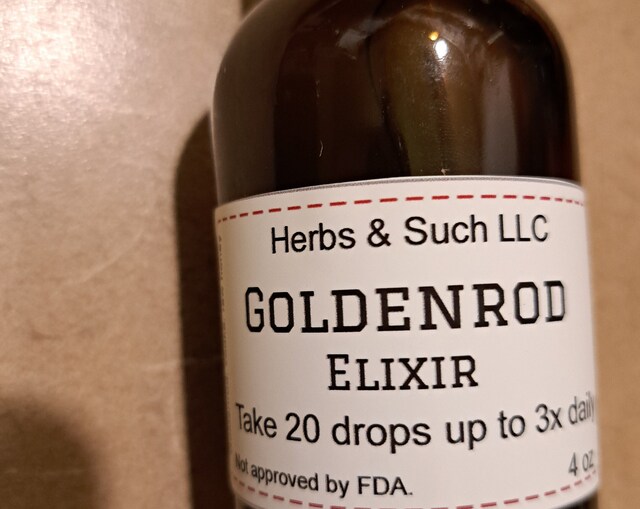 Herbs & Such LLC
GOLDENROD
ELIXIR
Take 20 drops up to 3x daily
Not approved by FDA.
4 oz